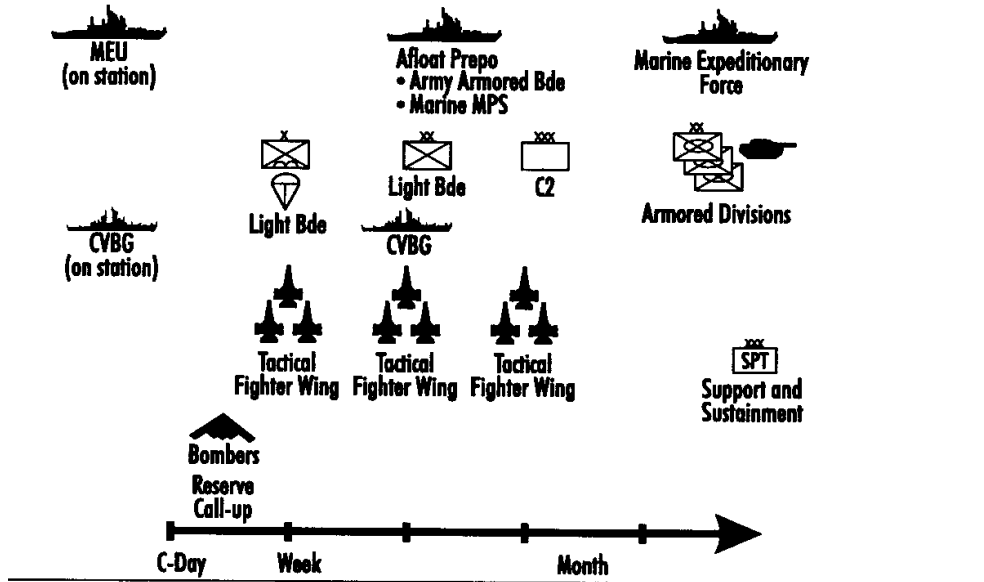 MEU
(on station)
Afloat Prepo
• Army Armored Bde
• Marine MPS
Marine Expeditionary
Force
X
Light Bde
XX
Light Bde
XXX
C2
XX
Armored Divisions
CVBG
(on station)
CVBG
Tactical
Fighter Wing
Tactical
Fighter Wing
Tactical
Fighter Wing
XXX
SPT
Support and
Sustainment
Bombers
Reserve
Call-up
C-Day
Week
Month